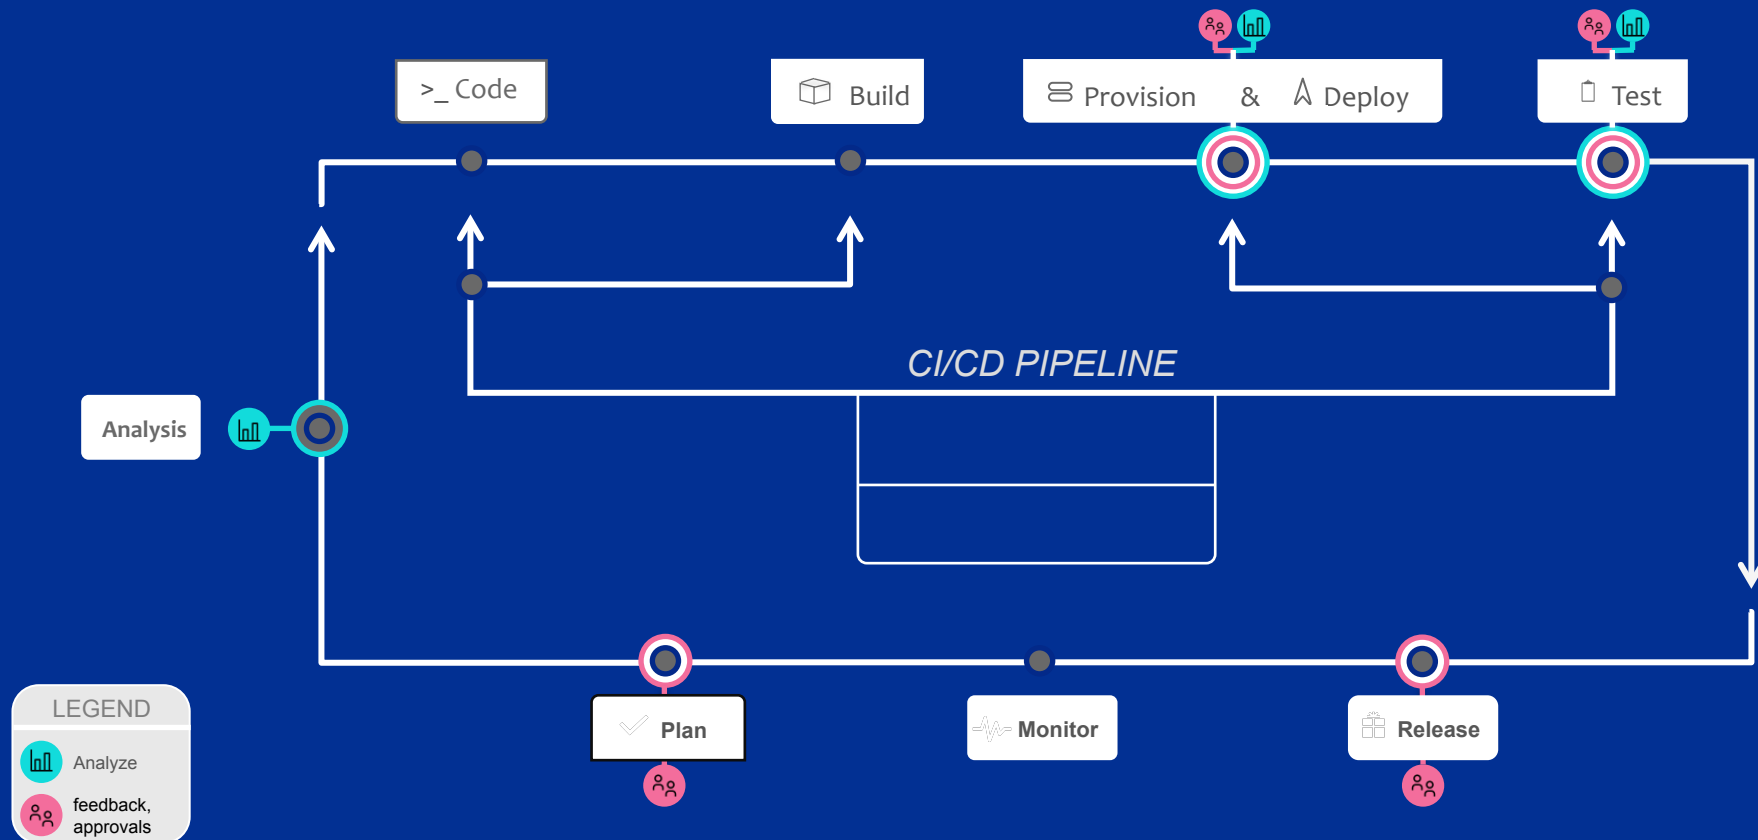 >_ Code
Build
Provision & Deploy
Test
CI/CD PIPELINE
Analysis
Plan
Monitor
Release
LEGEND
Analyze
feedback,
approvals